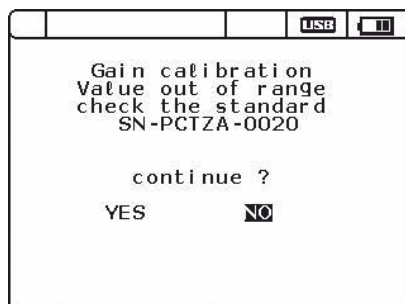 USB
Gain calibration
Value out of range
check the standard
SN-PCTZA-0020
continue ?
YES NO